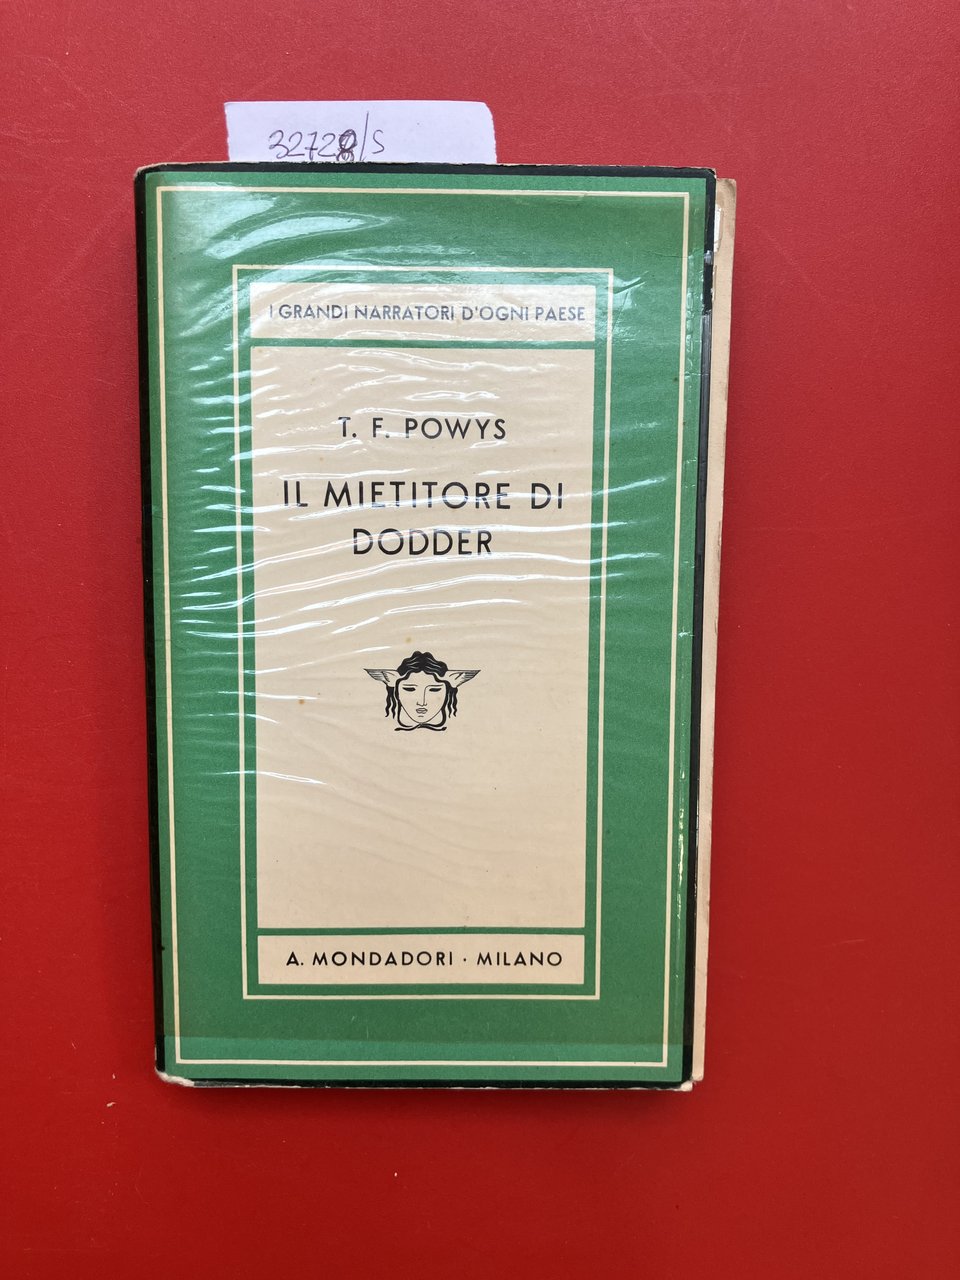 32728/S
I GRANDI NARRATORI D'OGNI PAESE
T. F. POWYS
IL MIETITORE DI
DODDER
A. MONDADORI · MILANO